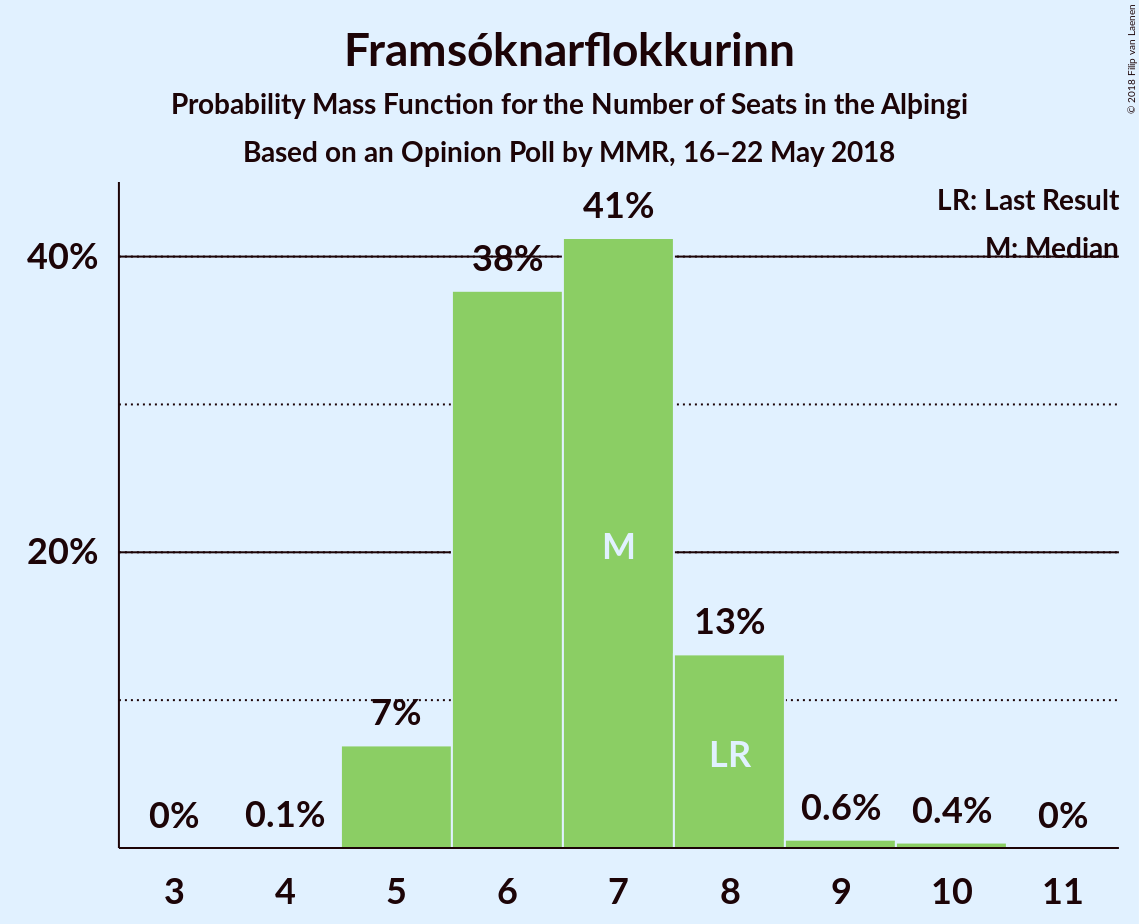 Framsóknarflokkurinn
Probability Mass Function for the Number of Seats in the Alþingi
Based on an Opinion Poll by MMR, 16–22 May 2018
© 2018 Filip van Laenen
LR: Last Result
M: Median
40%
20%
0%
0.1%
7%
38%
41%
13%
0.6%
0.4%
0%
M
LR
3 4 5 6 7 8 9 10 11